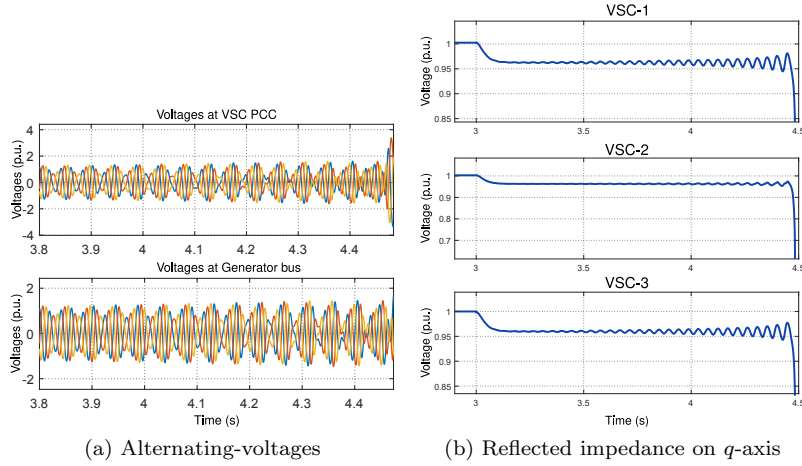 Voltages at VSC PCC
Voltages (p.u.)
4
2
0
-2
-4
3.8 3.9 4 4.1 4.2 4.3 4.4
Voltages at Generator bus
Voltages (p.u.)
2
0
-2
3.8 3.9 4 4.1 4.2 4.3 4.4
Time (s)
(a) Alternating-voltages
VSC-1
Voltage (p.u.)
1
0.95
0.9
0.85
3 3.5 4 4.5
VSC-2
Voltage (p.u.)
1
0.9
0.8
0.7
3 3.5 4 4.5
VSC-3
Voltage (p.u.)
1
0.95
0.9
0.85
3 3.5 4 4.5
Time (s)
(b) Reflected impedance on q-axis